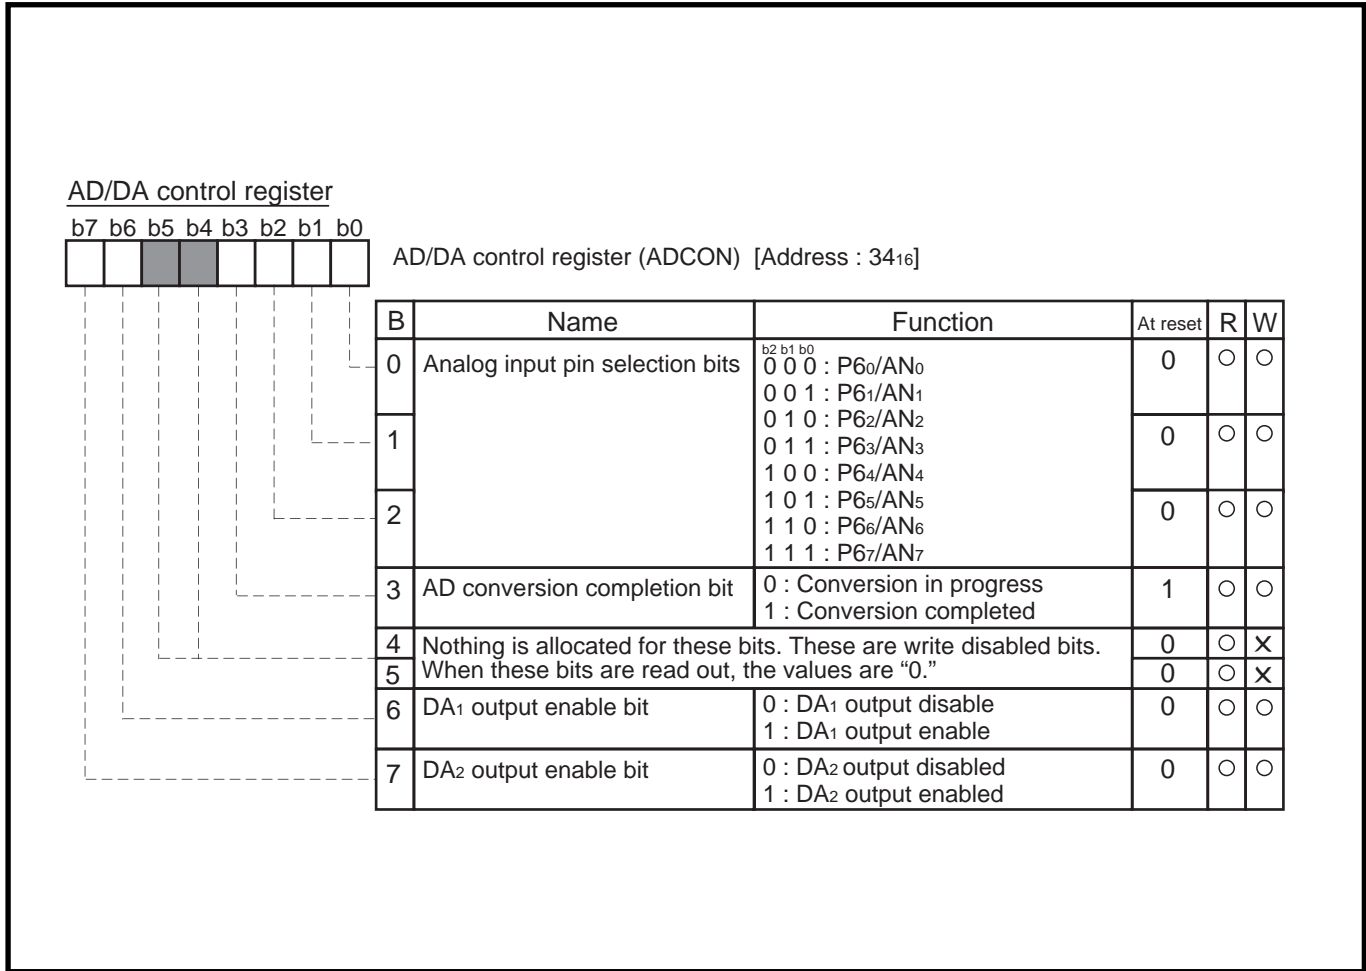 AD/DA control register
b7 b6 b5 b4 b3 b2 b1 b0
AD/DA control register (ADCON) [Address : 34₁₆]
B Name Function At reset R W
0 Analog input pin selection bits 0 ○ ○
1 0 ○ ○
2 0 ○ ○
b2 b1 b0
0 0 0 : P6₀/AN₀
0 0 1 : P6₁/AN₁
0 1 0 : P6₂/AN₂
0 1 1 : P6₃/AN₃
1 0 0 : P6₄/AN₄
1 0 1 : P6₅/AN₅
1 1 0 : P6₆/AN₆
1 1 1 : P6₇/AN₇
3 AD conversion completion bit 0 : Conversion in progress 1 ○ ○
1 : Conversion completed
4 Nothing is allocated for these bits. These are write disabled bits. 0 ○ ×
5 When these bits are read out, the values are “0.” 0 ○ ×
6 DA₁ output enable bit 0 : DA₁ output disable 0 ○ ○
1 : DA₁ output enable
7 DA₂ output enable bit 0 : DA₂ output disabled 0 ○ ○
1 : DA₂ output enabled